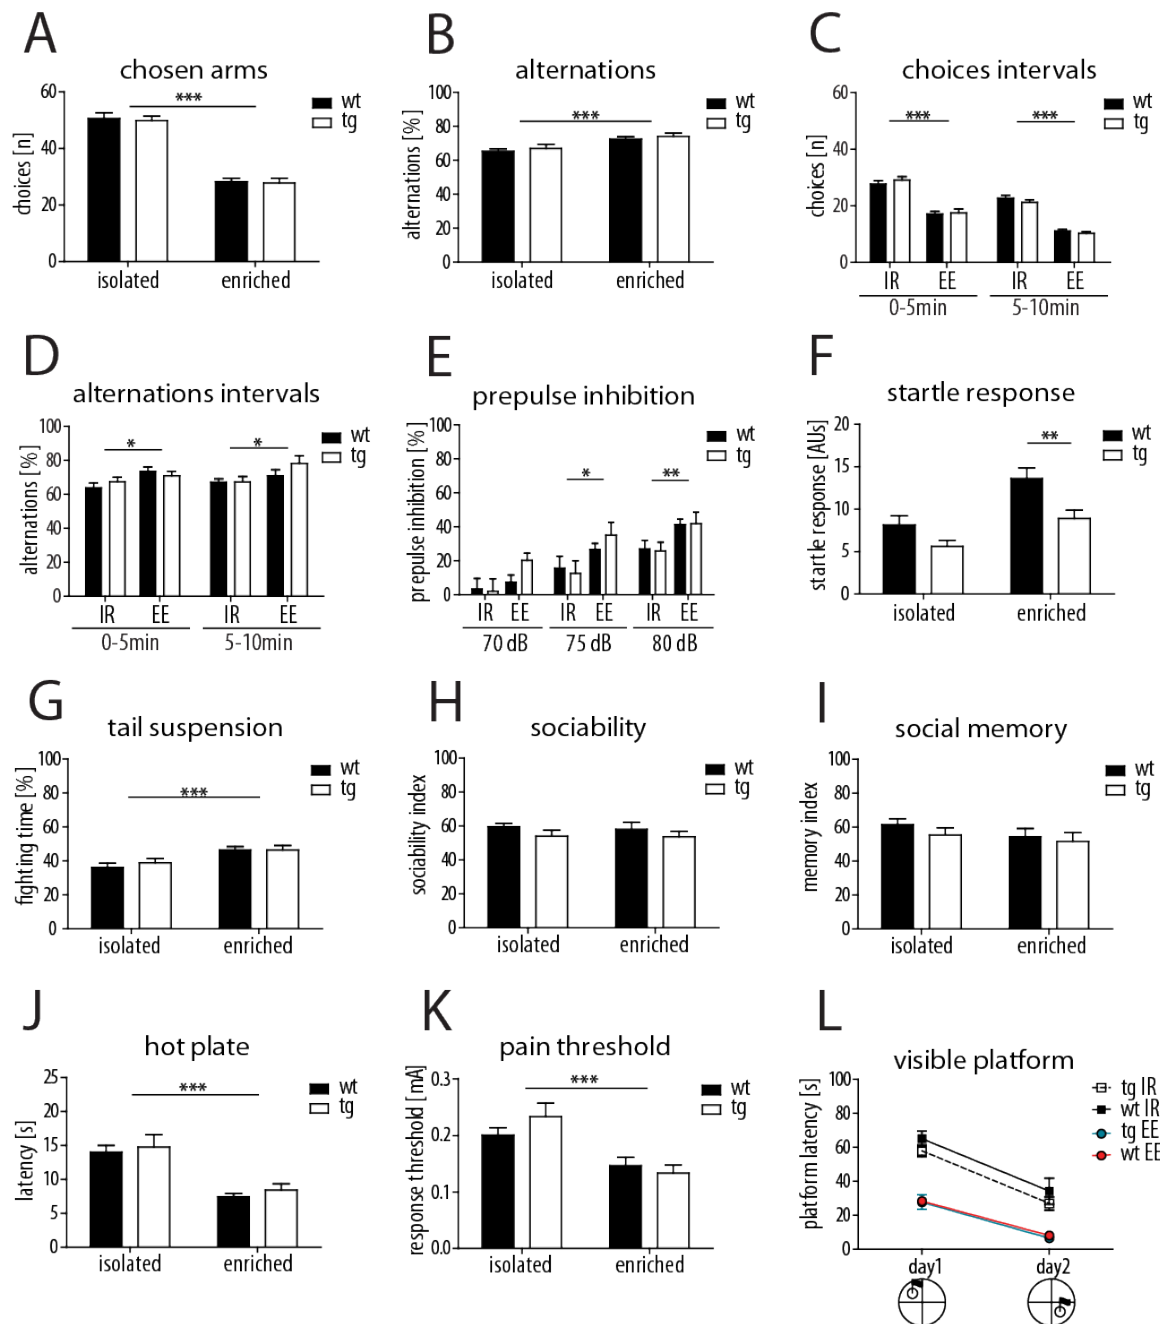 A
chosen arms
choices [n]
60
40
20
0
***
wt
tg
isolated
enriched
B
alternations
alternations [%]
100
80
60
40
20
0
***
wt
tg
isolated
enriched
C
choices intervals
choices [n]
60
40
20
0
***
***
wt
tg
IR
EE
IR
EE
0-5min
5-10min
D
alternations intervals
alternations [%]
100
80
60
40
20
0
*
*
wt
tg
IR
EE
IR
EE
0-5min
5-10min
E
prepulse inhibition
prepulse inhibition [%]
100
80
60
40
20
0
*
**
wt
tg
IR
EE
IR
EE
IR
EE
70 dB
75 dB
80 dB
F
startle response
startle response [AUs]
20
15
10
5
0
**
wt
tg
isolated
enriched
G
tail suspension
fighting time [%]
100
80
60
40
20
0
***
wt
tg
isolated
enriched
H
sociability
sociability index
100
80
60
40
20
0
wt
tg
isolated
enriched
I
social memory
memory index
100
80
60
40
20
0
wt
tg
isolated
enriched
J
hot plate
latency [s]
25
20
15
10
5
0
***
wt
tg
isolated
enriched
K
pain threshold
response threshold [mA]
0.3
0.2
0.1
0.0
***
wt
tg
isolated
enriched
L
visible platform
platform latency [s]
100
80
60
40
20
0
tg IR
wt IR
tg EE
wt EE
day1
day2